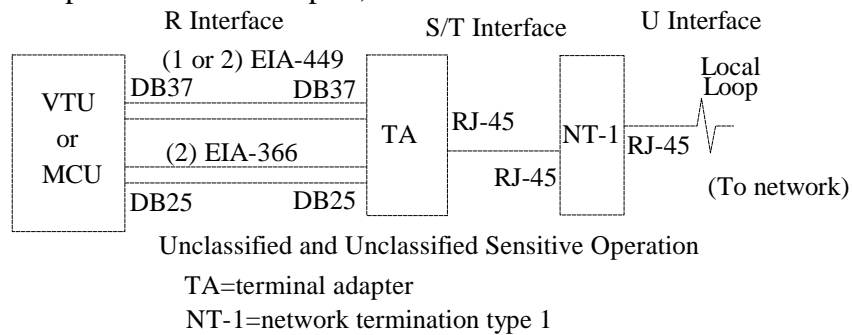 R Interface
S/T Interface
U Interface
(1 or 2) EIA-449
DB37
DB37
VTU
or
MCU
(2) EIA-366
DB25
DB25
TA
RJ-45
RJ-45
NT-1
RJ-45
Local
Loop
(To network)
Unclassified and Unclassified Sensitive Operation
TA=terminal adapter
NT-1=network termination type 1